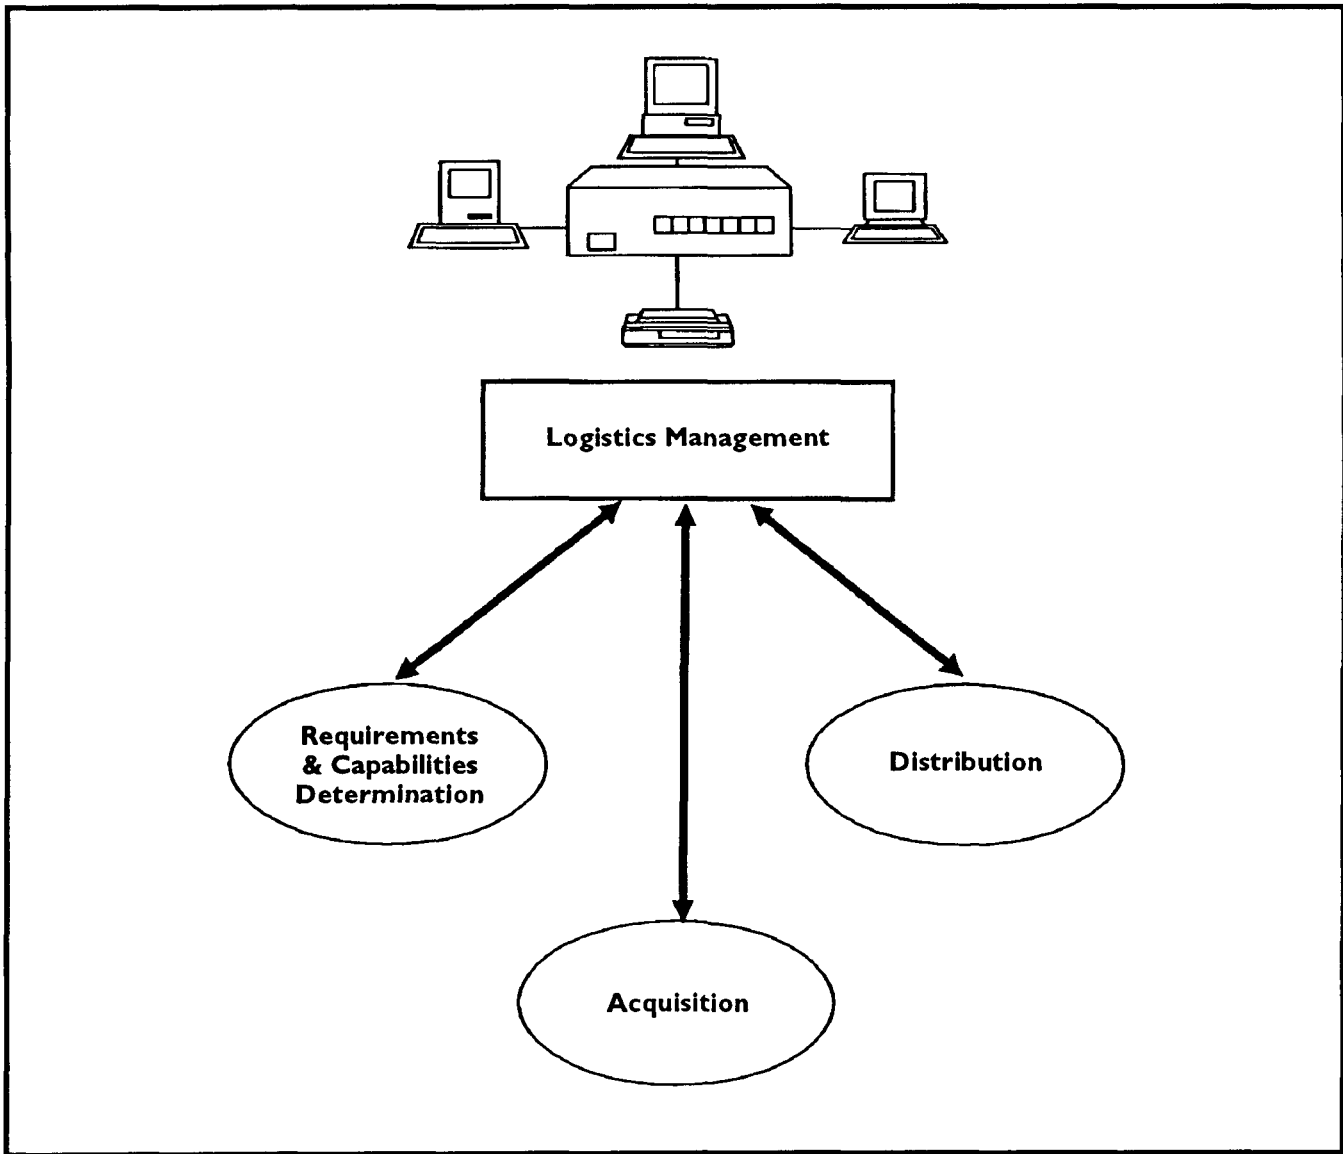 Logistics Management
Requirements
& Capabilities
Determination
Distribution
Acquisition